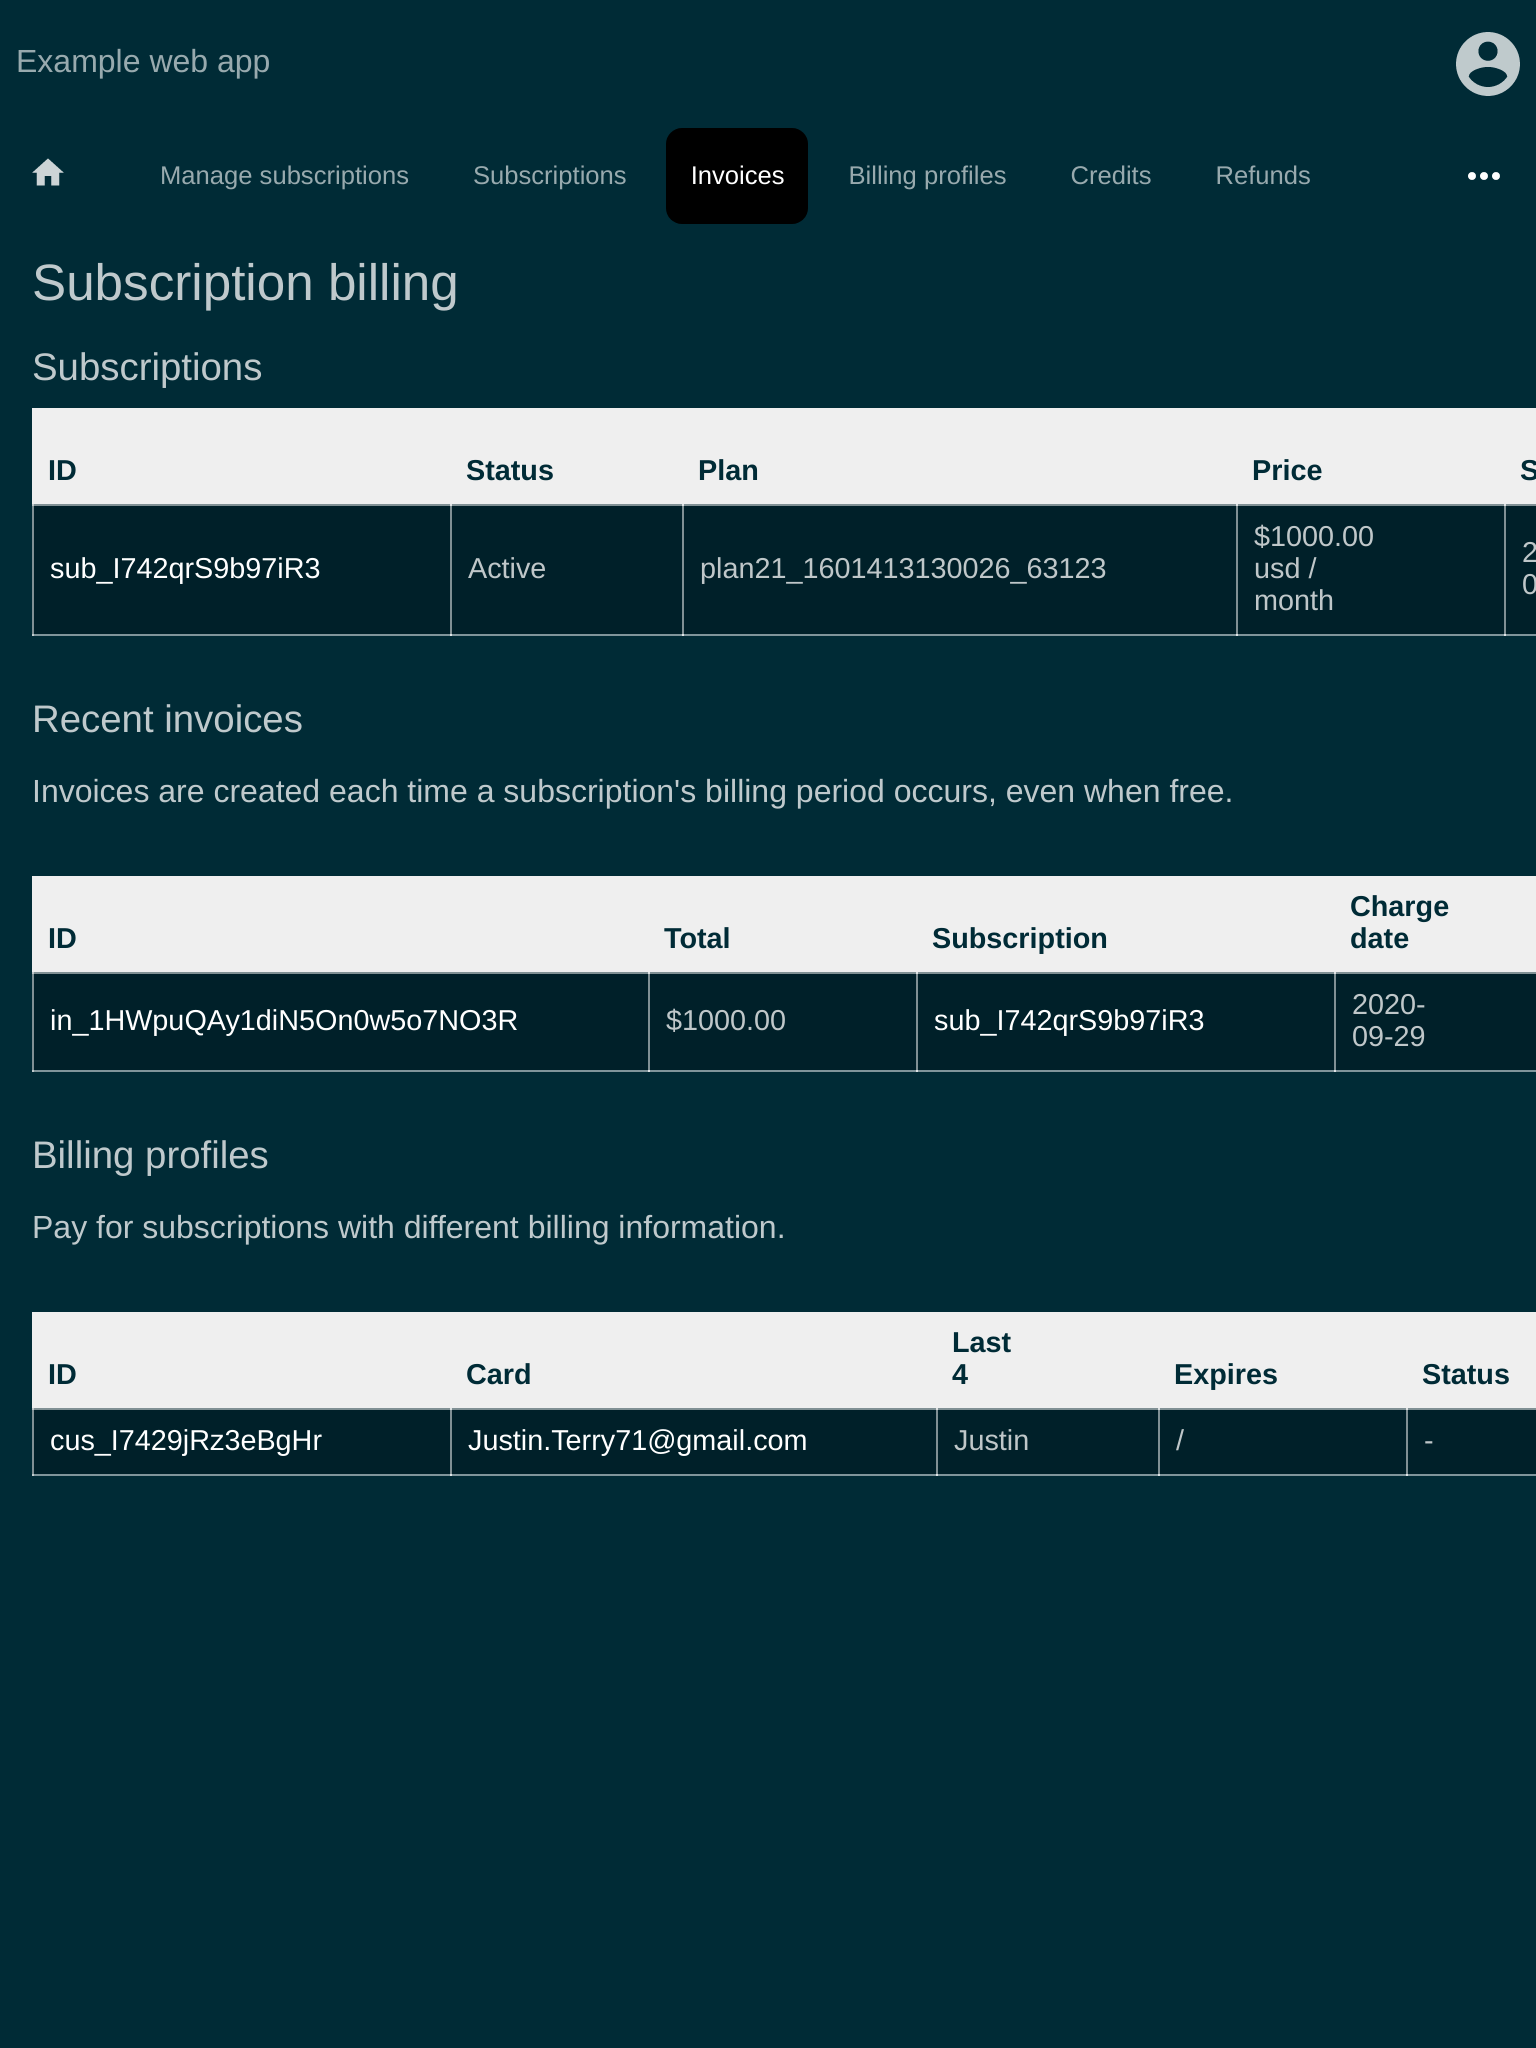 Example web app
Manage subscriptions Subscriptions Invoices Billing profiles Credits Refunds
Subscription billing
Subscriptions
ID Status Plan Price
sub_I742qrS9b97iR3 Active plan21_1601413130026_63123 $1000.00
usd /
month
Recent invoices
Invoices are created each time a subscription's billing period occurs, even when free.
ID Total Subscription Charge
date
in_1HWpuQAy1diN5On0w5o7NO3R $1000.00 sub_I742qrS9b97iR3 2020-
09-29
Billing profiles
Pay for subscriptions with different billing information.
ID Card Last
4 Expires Status
cus_I7429jRz3eBgHr Justin.Terry71@gmail.com Justin / -